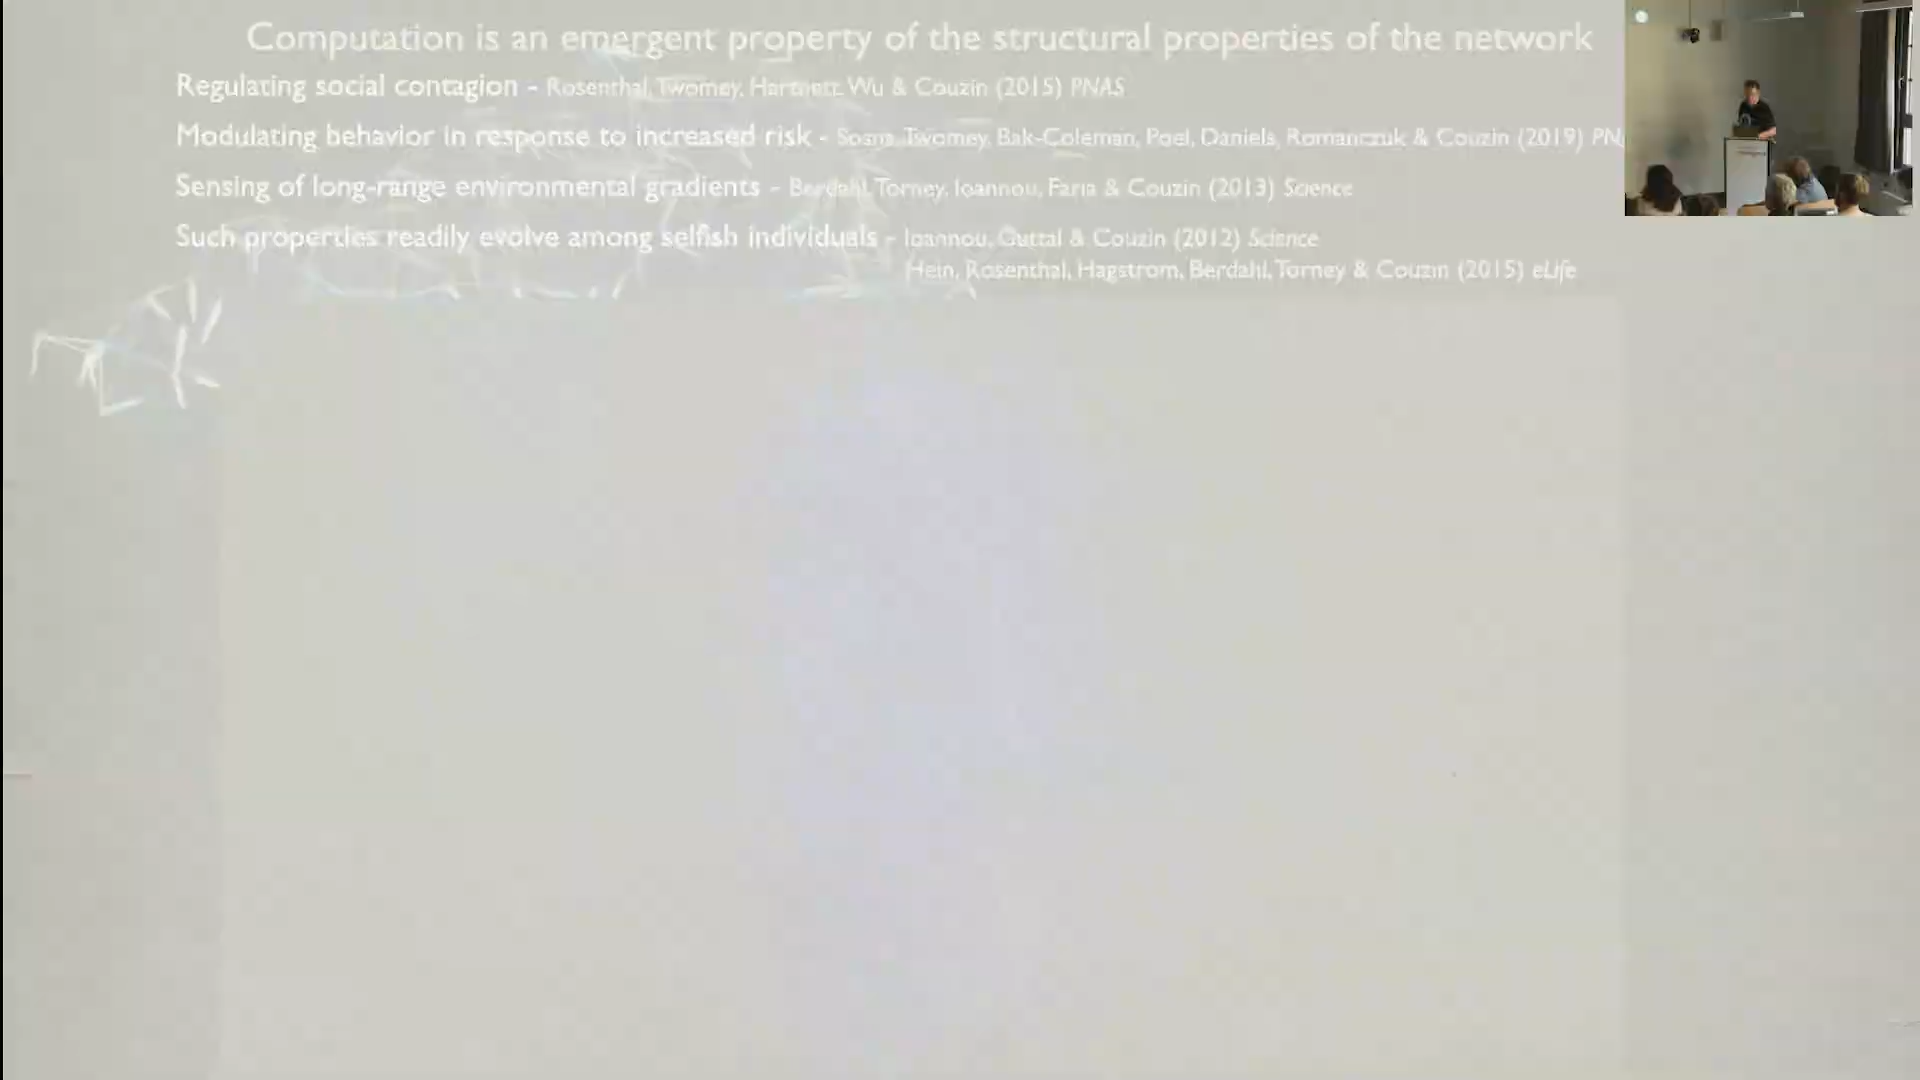 Computation is an emergent property of the structural properties of the network
Regulating social contagion - Rosenthal, Twomey, Hartnett, Wu & Couzin (2015) PNAS
Modulating behavior in response to increased risk - Sosna, Twomey, Bak-Coleman, Poel, Daniels, Romanczuk & Couzin (2019)
Sensing of long-range environmental gradients - Berdahl, Torney, Ioannou, Faria & Couzin (2013) Science
Such properties readily evolve among selfish individuals - Ioannou, Guttal & Couzin (2012) Science
Hein, Rosenthal, Hagstrom, Berdahl, Torney & Couzin (2015) eLife